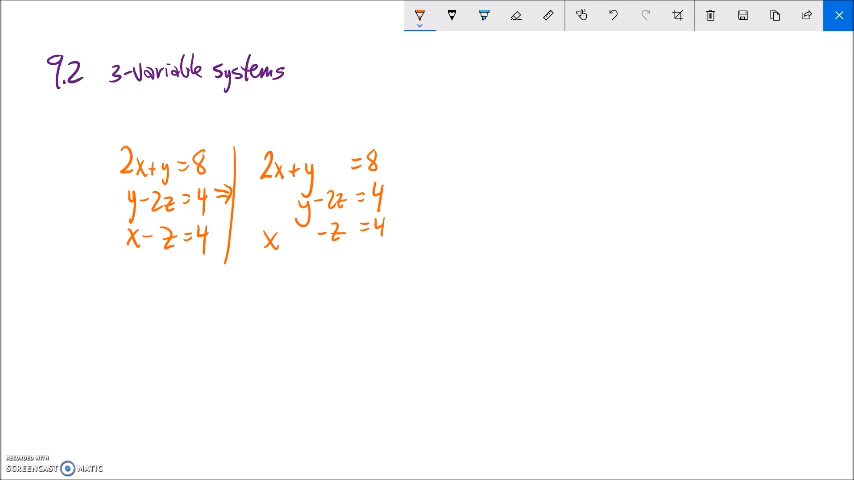 9.2 3-variable systems
2x+y=8
y-2z=4 ⇒
x-z=4
2x+y =8
y-2z =4
x -z =4
RECORDED WITH
SCREENCAST MATIC